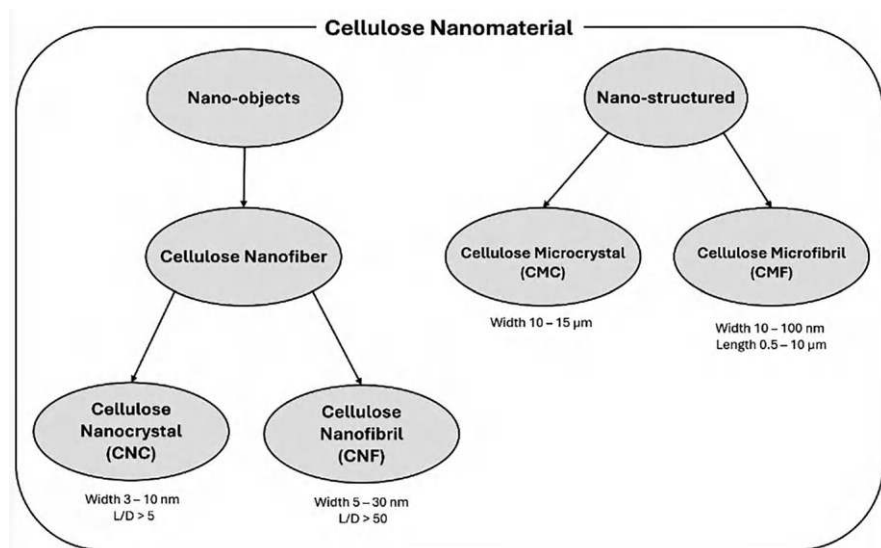 Cellulose Nanomaterial
Nano-objects
Nano-structured
Cellulose Nanofiber
Cellulose Microcrystal
(CMC)
Cellulose Microfibril
(CMF)
Width 10 – 15 µm
Width 10 – 100 nm
Length 0.5 – 10 µm
Cellulose
Nanocrystal
(CNC)
Cellulose
Nanofibril
(CNF)
Width 3 – 10 nm
L/D > 5
Width 5 – 30 nm
L/D > 50